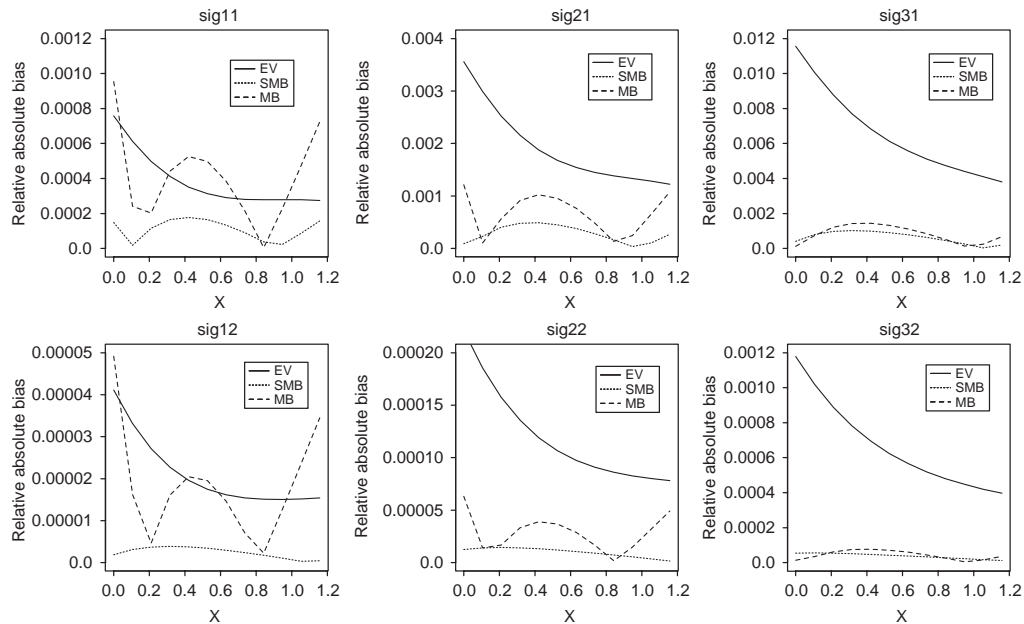 sig11
Relative absolute bias
0.0012
0.0010
0.0008
0.0006
0.0004
0.0002
0.0
EV
SMB
MB
0.0 0.2 0.4 0.6 0.8 1.0 1.2
X
sig21
Relative absolute bias
0.004
0.003
0.002
0.001
0.0
EV
SMB
MB
0.0 0.2 0.4 0.6 0.8 1.0 1.2
X
sig31
Relative absolute bias
0.012
0.010
0.008
0.006
0.004
0.002
0.0
EV
SMB
MB
0.0 0.2 0.4 0.6 0.8 1.0 1.2
X
sig12
Relative absolute bias
0.00005
0.00004
0.00003
0.00002
0.00001
0.0
EV
SMB
MB
0.0 0.2 0.4 0.6 0.8 1.0 1.2
X
sig22
Relative absolute bias
0.00020
0.00015
0.00010
0.00005
0.0
EV
SMB
MB
0.0 0.2 0.4 0.6 0.8 1.0 1.2
X
sig32
Relative absolute bias
0.0012
0.0010
0.0008
0.0006
0.0004
0.0002
0.0
EV
SMB
MB
0.0 0.2 0.4 0.6 0.8 1.0 1.2
X